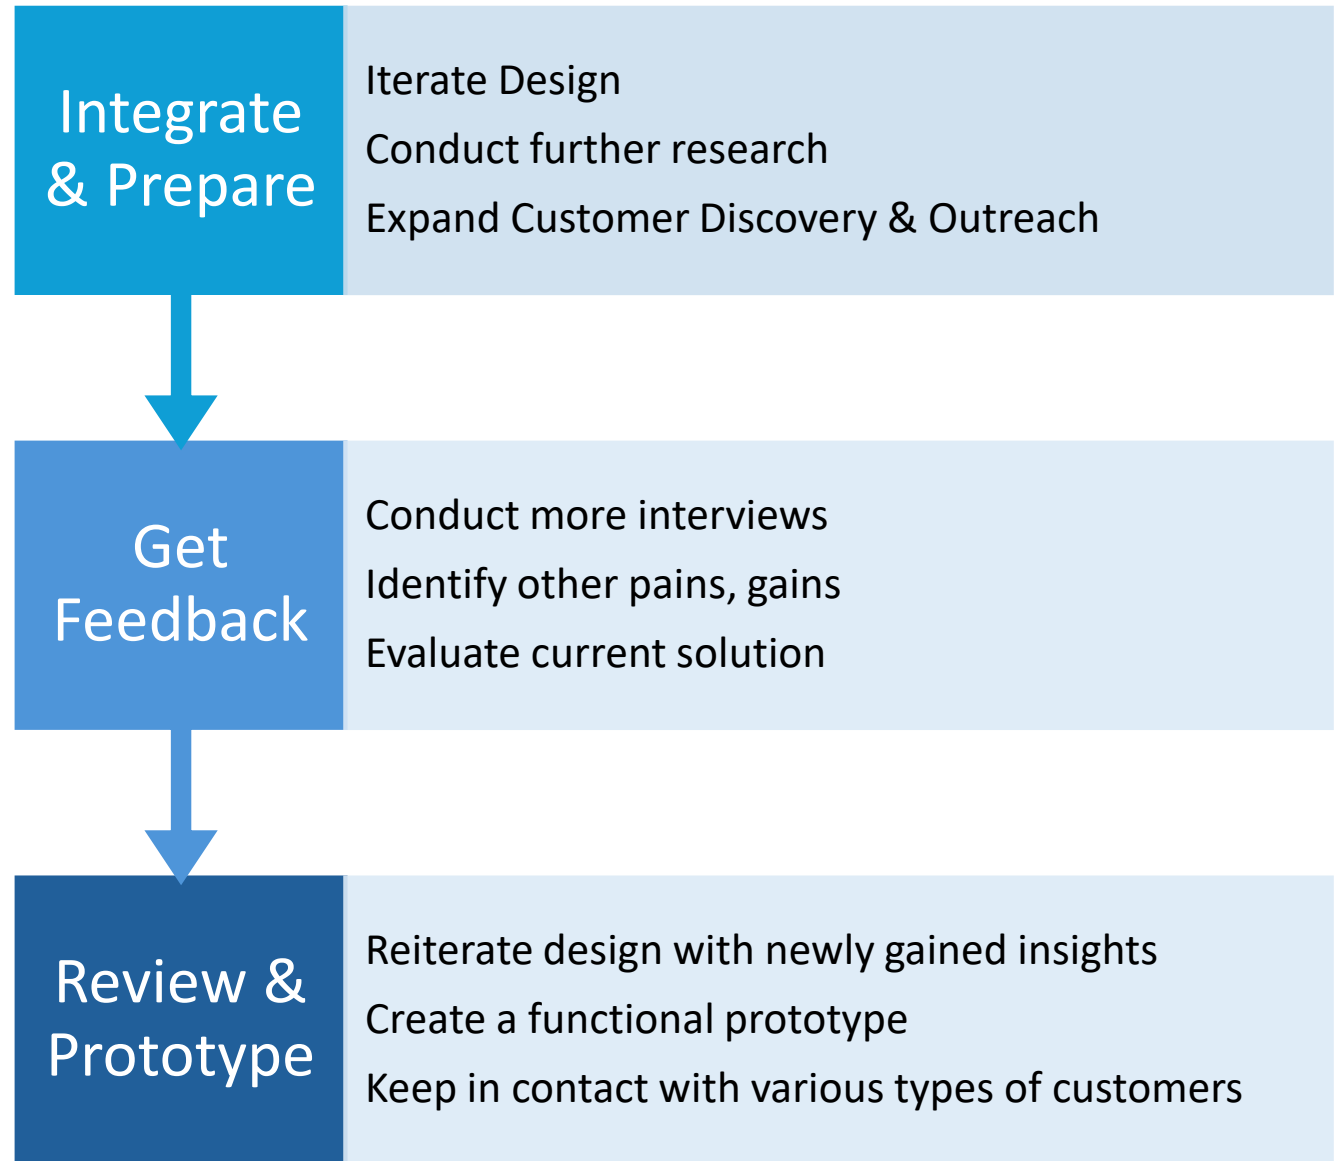 Integrate
& Prepare
Iterate Design
Conduct further research
Expand Customer Discovery & Outreach
Get
Feedback
Conduct more interviews
Identify other pains, gains
Evaluate current solution
Review &
Prototype
Reiterate design with newly gained insights
Create a functional prototype
Keep in contact with various types of customers